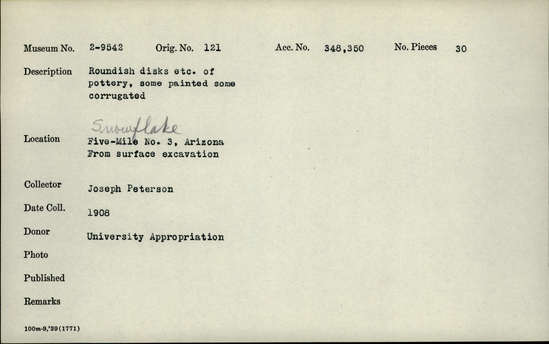 Museum No. 2-9542 Orig. No. 121 Acc. No. 348,350 No. Pieces 30
Description Roundish disks etc. of
pottery, some painted some
corrugated
Snowflake
Location Five-Mile No. 3, Arizona
From surface excavation
Collector Joseph Peterson
Date Coll. 1908
Donor University Appropriation
Photo
Published
Remarks
100m-8,'39(1771)